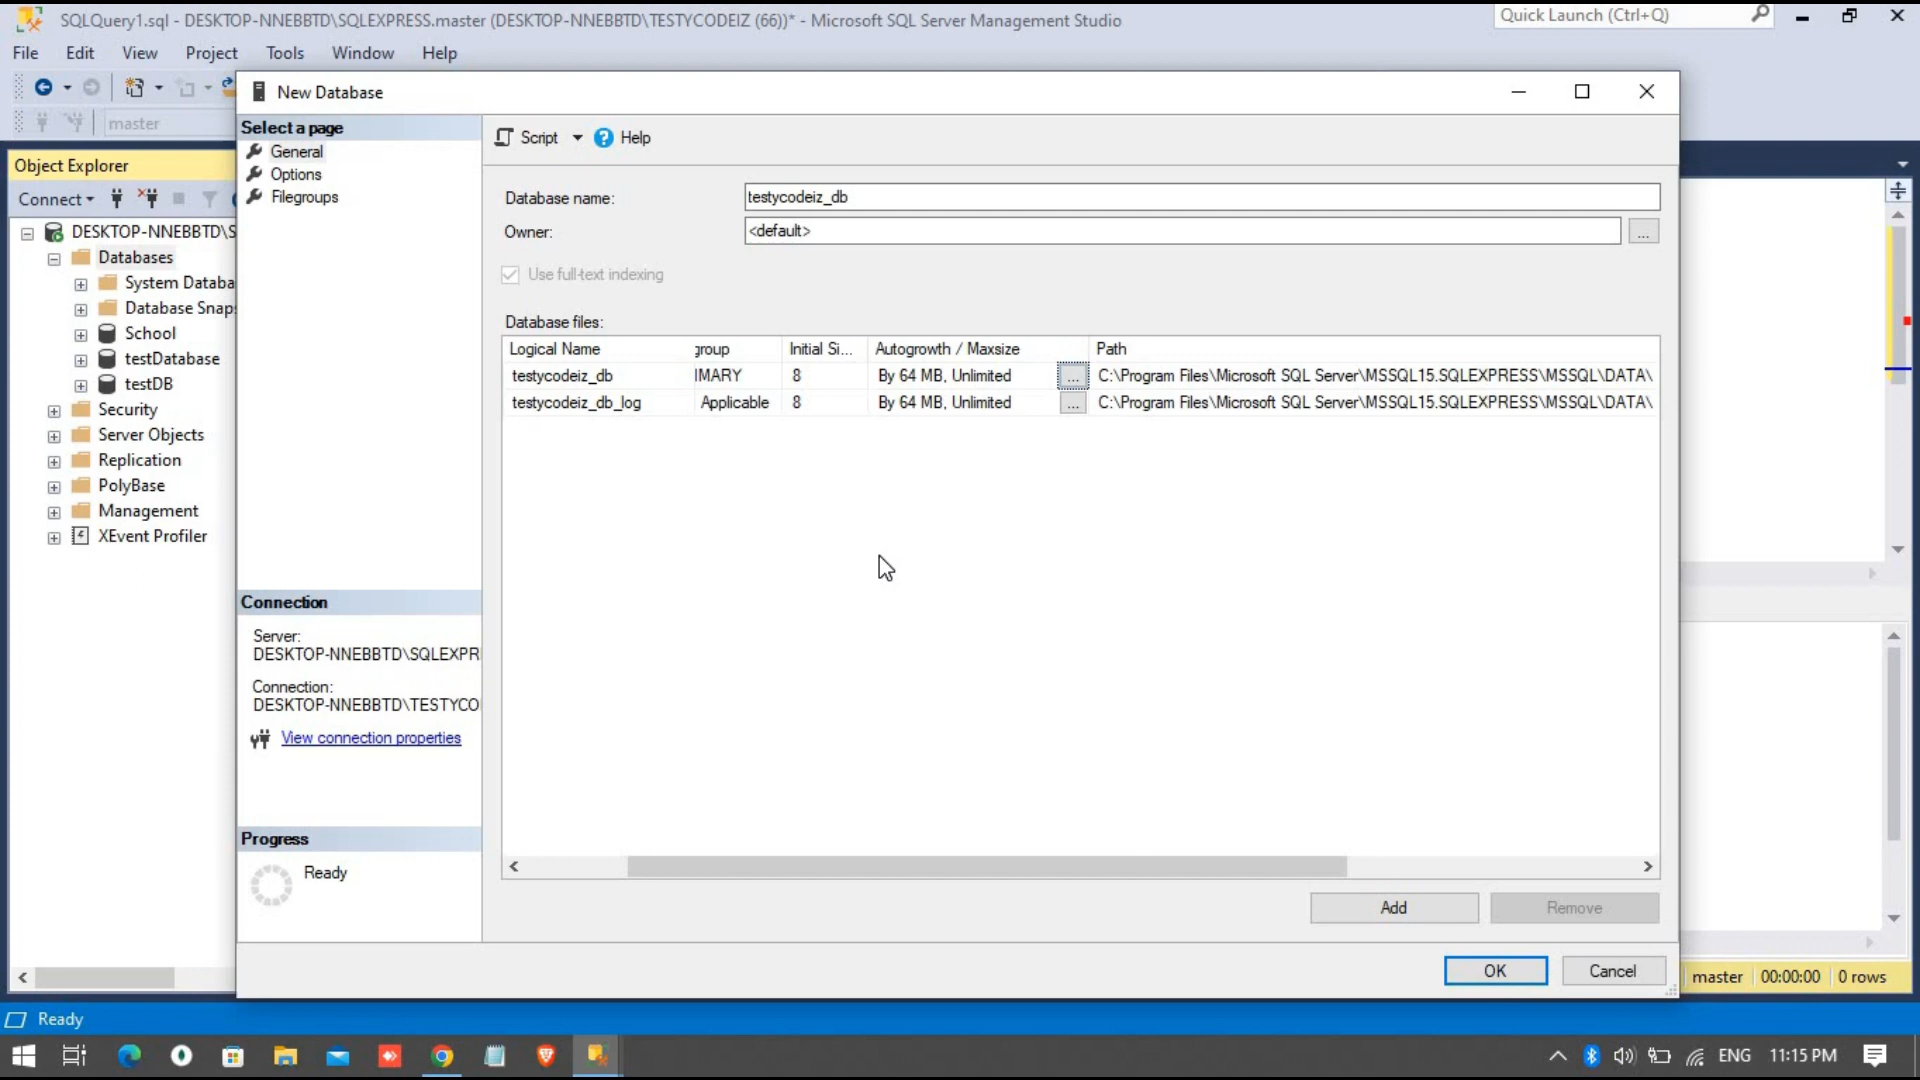 SQLQuery1.sql - DESKTOP-NNEBBTD\SQLEXPRESS.master (DESKTOP-NNEBBTD\TESTYCODEIZ (66))* - Microsoft SQL Server Management Studio
Quick Launch (Ctrl+Q)
File Edit View Project Tools Window Help
master
New Database
Select a page
General
Options
Filegroups
Script
Help
Object Explorer
Connect
DESKTOP-NNEBBTD\S
Databases
System Databa
Database Snap
School
testDatabase
testDB
Security
Server Objects
Replication
PolyBase
Management
XEvent Profiler
Database name: testycodeiz_db
Owner: <default> ...
Use full-text indexing
Database files:
Logical Name group Initial Si... Autogrowth / Maxsize Path
testycodeiz_db IMARY 8 By 64 MB, Unlimited ... C:\Program Files\Microsoft SQL Server\MSSQL15.SQLEXPRESS\MSSQL\DATA\
testycodeiz_db_log Applicable 8 By 64 MB, Unlimited ... C:\Program Files\Microsoft SQL Server\MSSQL15.SQLEXPRESS\MSSQL\DATA\
Connection
Server:
DESKTOP-NNEBBTD\SQLEXPR
Connection:
DESKTOP-NNEBBTD\TESTYCO
View connection properties
Progress
Ready
Add Remove
OK Cancel
master 00:00:00 0 rows
Ready
ENG 11:15 PM